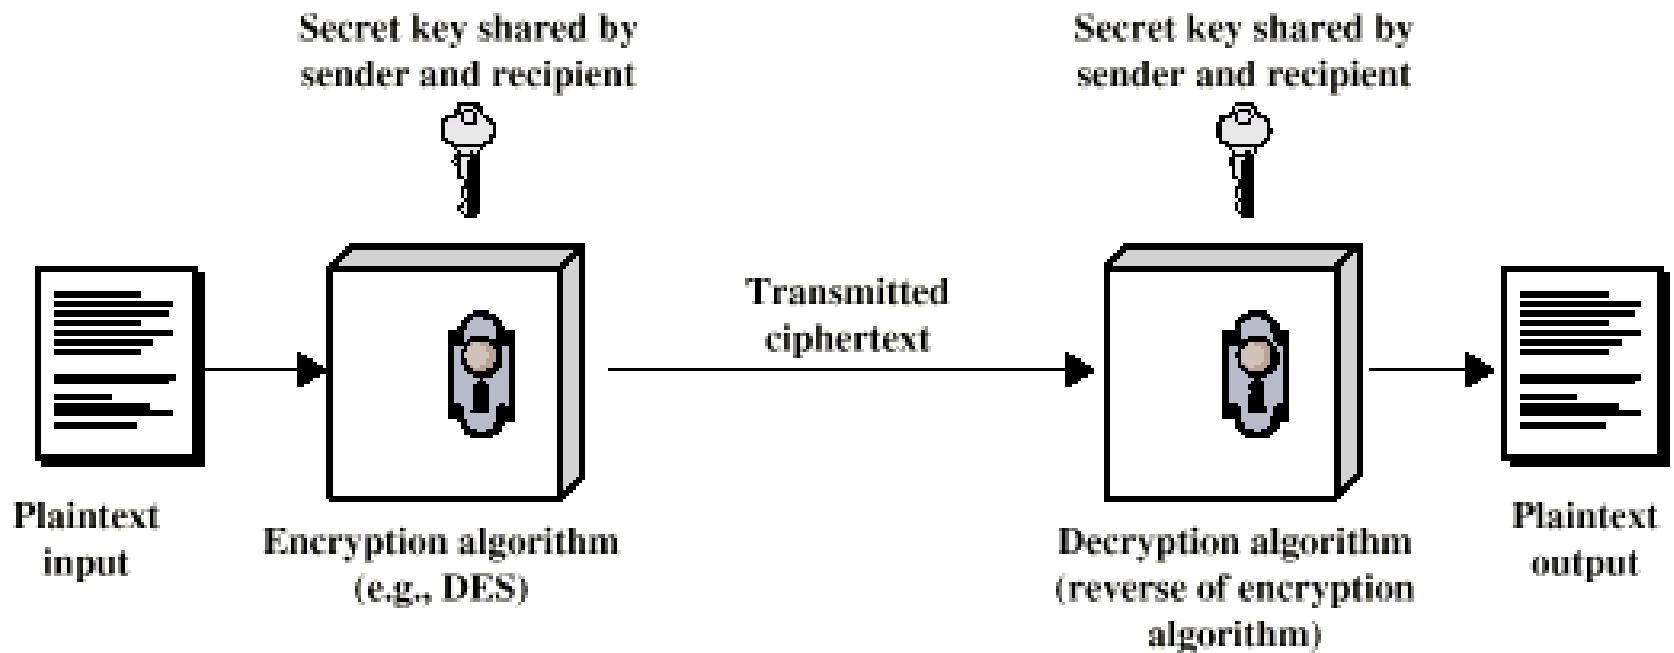 Secret key shared by
sender and recipient
Secret key shared by
sender and recipient
Transmitted
ciphertext
Plaintext
input
Encryption algorithm
(e.g., DES)
Decryption algorithm
(reverse of encryption
algorithm)
Plaintext
output